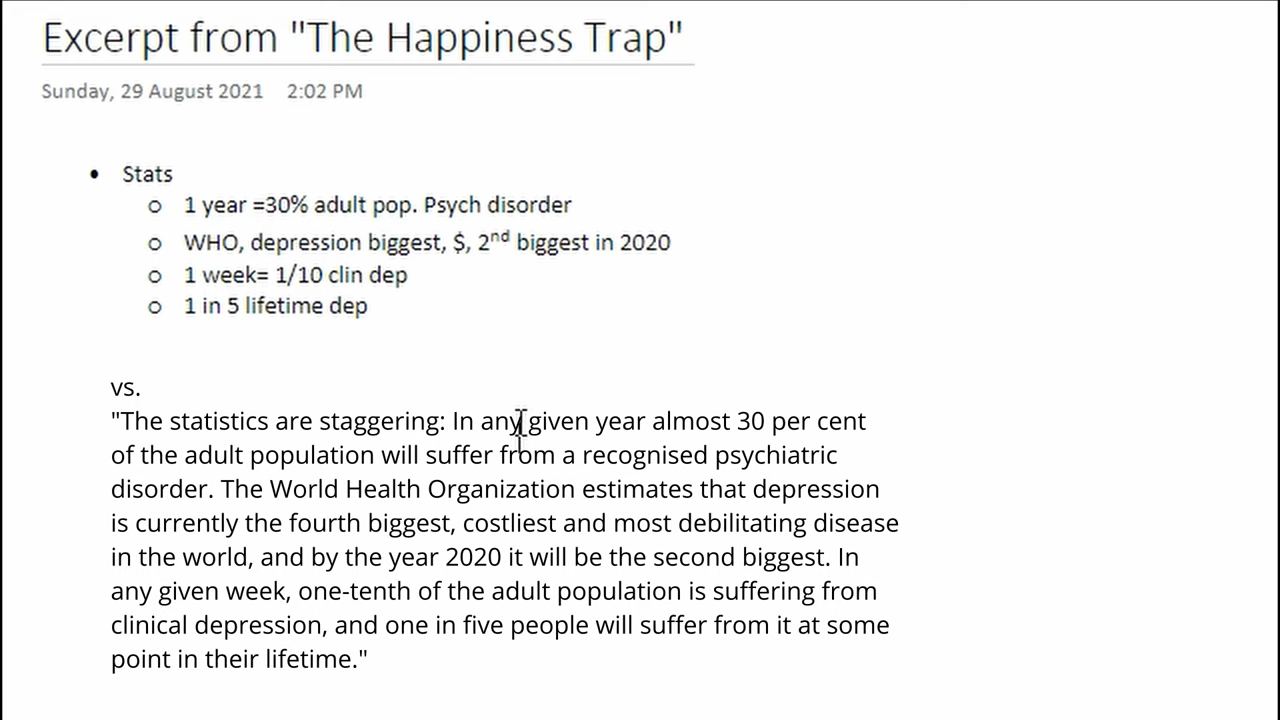 Excerpt from "The Happiness Trap"
Sunday, 29 August 2021 2:02 PM
• Stats
○ 1 year =30% adult pop. Psych disorder
○ WHO, depression biggest, $, 2nd biggest in 2020
○ 1 week= 1/10 clin dep
○ 1 in 5 lifetime dep
vs.
"The statistics are staggering: In any given year almost 30 per cent
of the adult population will suffer from a recognised psychiatric
disorder. The World Health Organization estimates that depression
is currently the fourth biggest, costliest and most debilitating disease
in the world, and by the year 2020 it will be the second biggest. In
any given week, one-tenth of the adult population is suffering from
clinical depression, and one in five people will suffer from it at some
point in their lifetime."